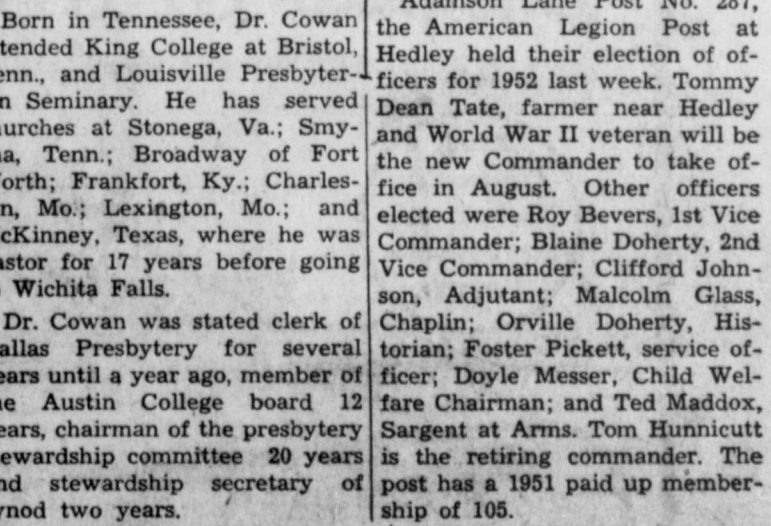 Born in Tennessee, Dr. Cowan
tended King College at Bristol,
enn., and Louisville Presbyter-
n Seminary. He has served
urches at Stonega, Va.; Smy-
a, Tenn.; Broadway of Fort
orth; Frankfort, Ky.; Charles-
n, Mo.; Lexington, Mo.; and
cKinney, Texas, where he was
astor for 17 years before going
Wichita Falls.
Dr. Cowan was stated clerk of
allas Presbytery for several
ears until a year ago, member of
e Austin College board 12
ears, chairman of the presbytery
ewardship committee 20 years
nd stewardship secretary of
ynod two years.
Adamson Lane Post No. 287,
the American Legion Post at
Hedley held their election of of-
ficers for 1952 last week. Tommy
Dean Tate, farmer near Hedley
and World War II veteran will be
the new Commander to take of-
fice in August. Other officers
elected were Roy Bevers, 1st Vice
Commander; Blaine Doherty, 2nd
Vice Commander; Clifford John-
son, Adjutant; Malcolm Glass,
Chaplin; Orville Doherty, His-
torian; Foster Pickett, service of-
ficer; Doyle Messer, Child Wel-
fare Chairman; and Ted Maddox,
Sargent at Arms. Tom Hunnicutt
is the retiring commander. The
post has a 1951 paid up member-
ship of 105.